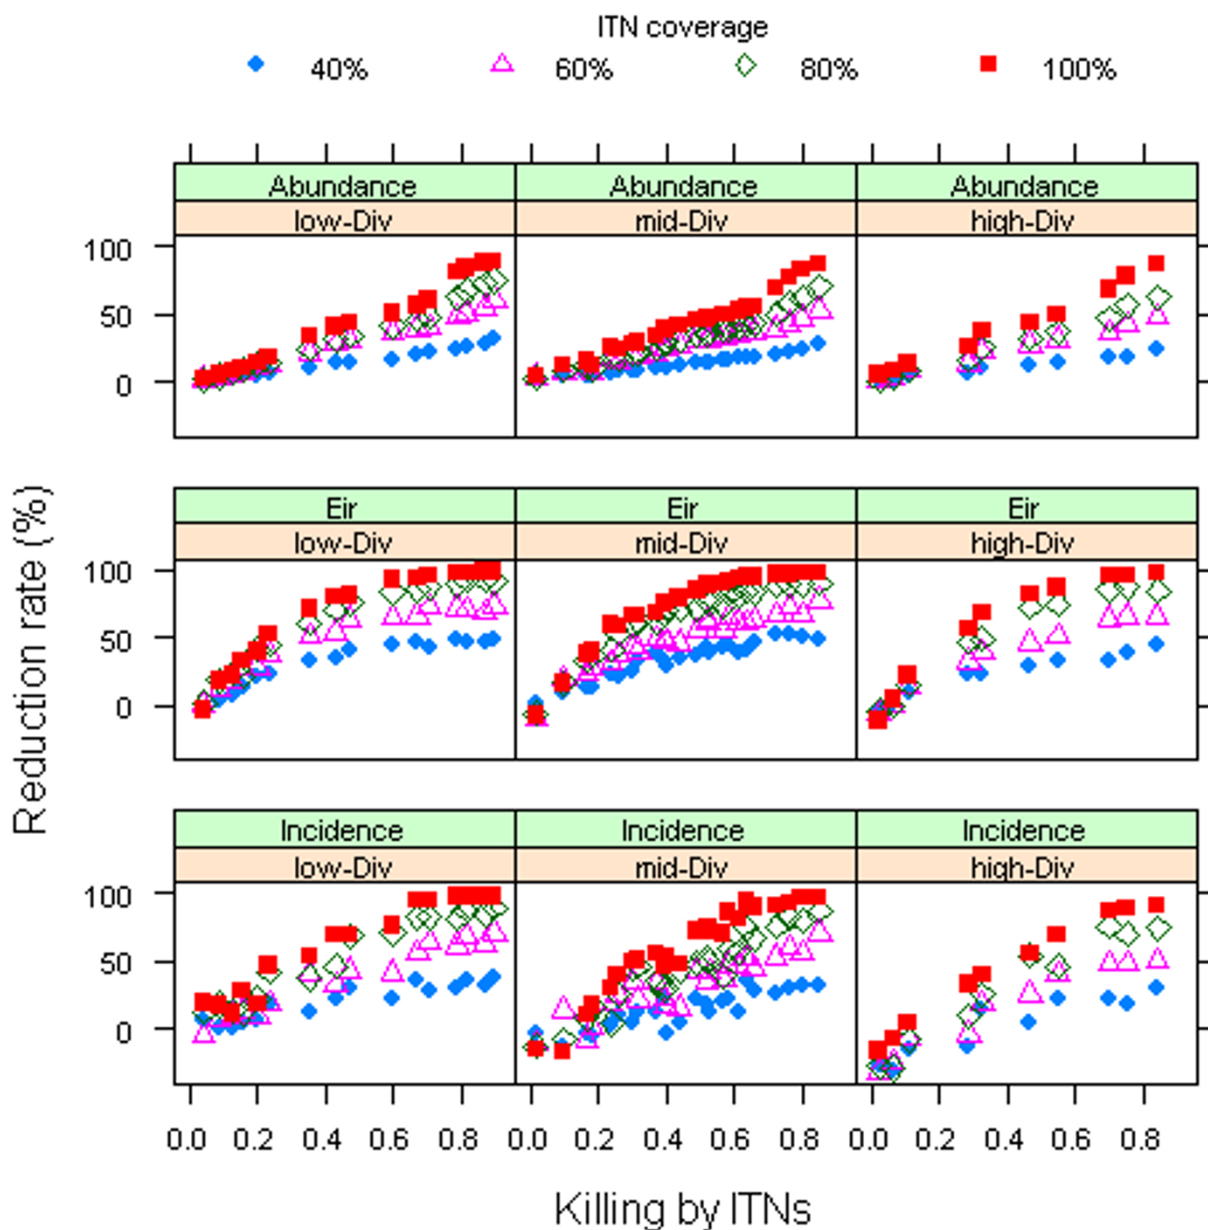 ITN coverage
40% 60% 80% 100%
Abundance Abundance Abundance
low-Div mid-Div high-Div
100
50
0
Eir Eir Eir
low-Div mid-Div high-Div
100
50
0
Incidence Incidence Incidence
low-Div mid-Div high-Div
100
50
0
0.0 0.2 0.4 0.6 0.8 0.0 0.2 0.4 0.6 0.8 0.0 0.2 0.4 0.6 0.8
Reduction rate (%)
Killing by ITNs